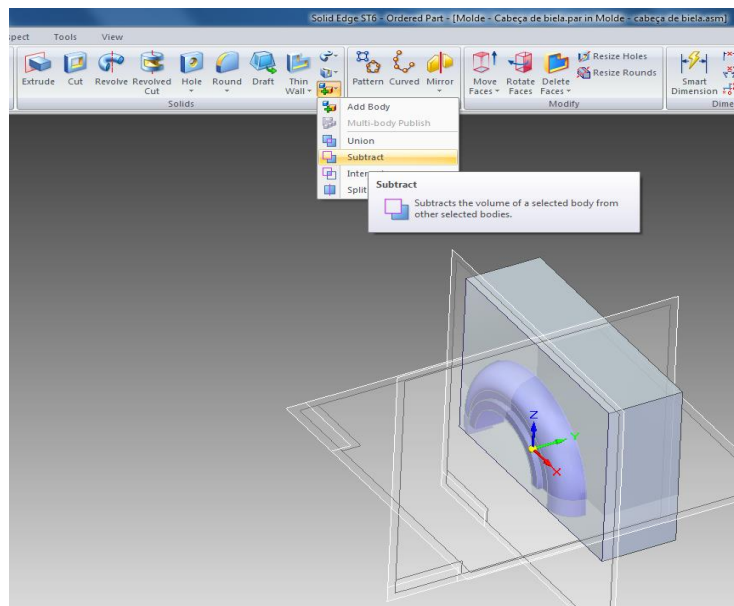 Solid Edge ST6 - Ordered Part - [Molde - Cabeça de biela.par in Molde - cabeça de biela.asm]
spect Tools View
Extrude Cut Revolve Revolved Cut Hole Round Draft Thin Wall Pattern Curved Mirror Move Faces Rotate Faces Delete Faces Smart Dimension
Resize Holes
Resize Rounds
Solids Modify Dime
Add Body
Multi-body Publish
Union
Subtract
Inter
Split
Subtract
Subtracts the volume of a selected body from
other selected bodies.
Z
Y
X